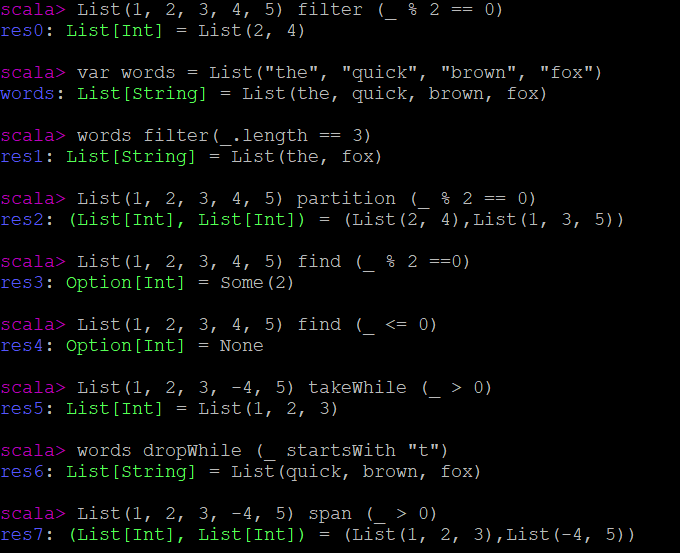 scala> List(1, 2, 3, 4, 5) filter (_ % 2 == 0)
res0: List[Int] = List(2, 4)
scala> var words = List("the", "quick", "brown", "fox")
words: List[String] = List(the, quick, brown, fox)
scala> words filter(_.length == 3)
res1: List[String] = List(the, fox)
scala> List(1, 2, 3, 4, 5) partition (_ % 2 == 0)
res2: (List[Int], List[Int]) = (List(2, 4),List(1, 3, 5))
scala> List(1, 2, 3, 4, 5) find (_ % 2 ==0)
res3: Option[Int] = Some(2)
scala> List(1, 2, 3, 4, 5) find (_ <= 0)
res4: Option[Int] = None
scala> List(1, 2, 3, -4, 5) takeWhile (_ > 0)
res5: List[Int] = List(1, 2, 3)
scala> words dropWhile (_ startsWith "t")
res6: List[String] = List(quick, brown, fox)
scala> List(1, 2, 3, -4, 5) span (_ > 0)
res7: (List[Int], List[Int]) = (List(1, 2, 3),List(-4, 5))